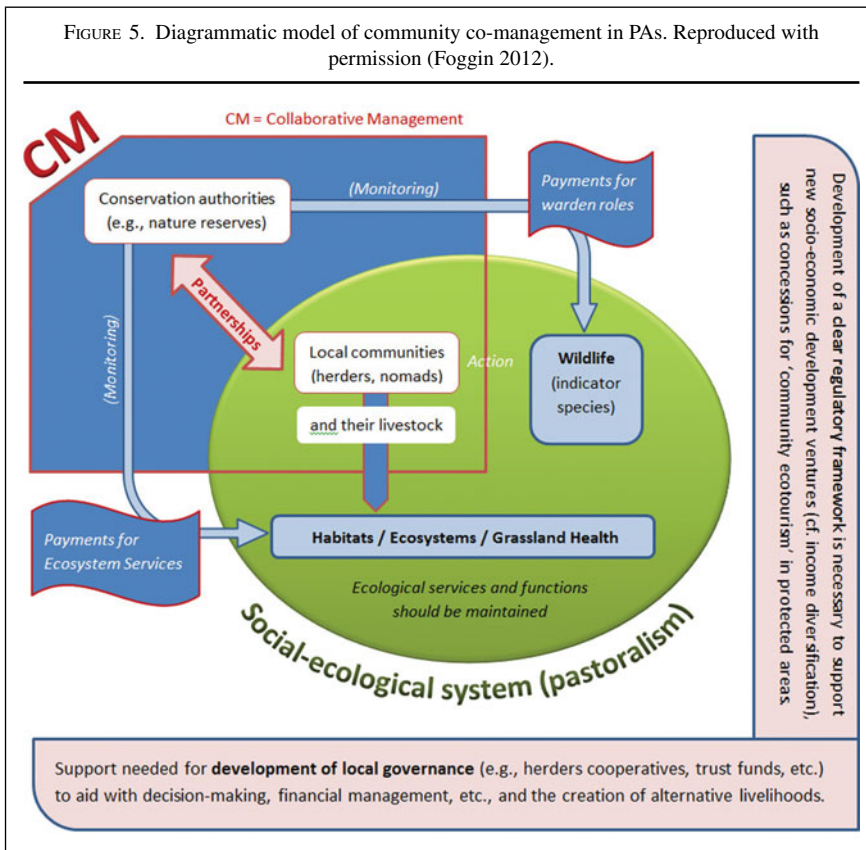 FIGURE 5. Diagrammatic model of community co-management in PAs. Reproduced with
permission (Foggin 2012).
CM = Collaborative Management
CM
Conservation authorities
(e.g., nature reserves)
(Monitoring)
Payments for
warden roles
(Monitoring)
Partnerships
Local communities
(herders, nomads)
Action
and their livestock
Wildlife
(indicator
species)
Payments for
Ecosystem Services
Habitats / Ecosystems / Grassland Health
Ecological services and functions
should be maintained
Social-ecological system (pastoralism)
Development of a clear regulatory framework is necessary to support
new socio-economic development ventures (cf. income diversification),
such as concessions for 'community ecotourism' in protected areas.
Support needed for development of local governance (e.g., herders cooperatives, trust funds, etc.)
to aid with decision-making, financial management, etc., and the creation of alternative livelihoods.